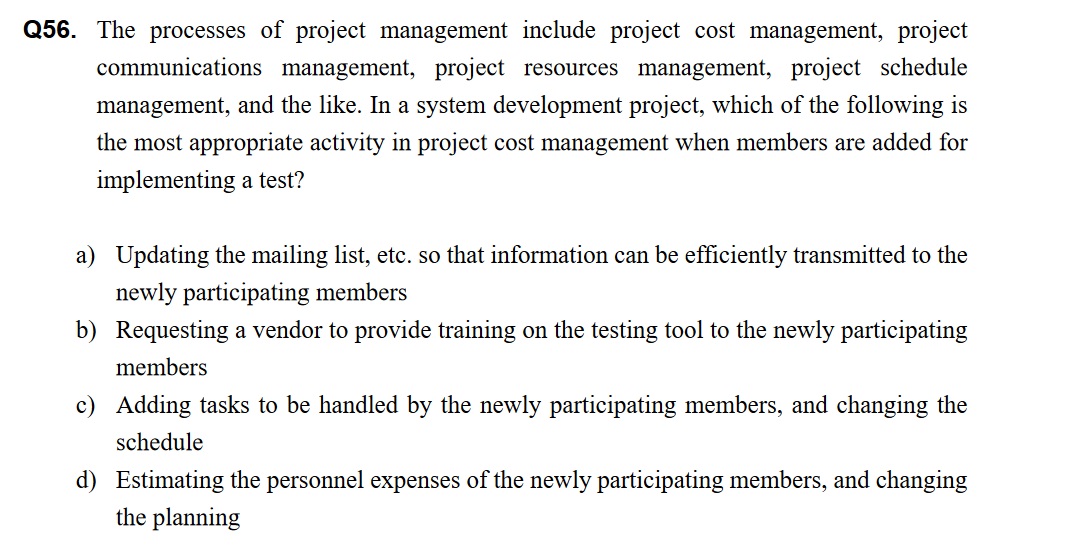 Q56. The processes of project management include project cost management, project
communications management, project resources management, project schedule
management, and the like. In a system development project, which of the following is
the most appropriate activity in project cost management when members are added for
implementing a test?
a) Updating the mailing list, etc. so that information can be efficiently transmitted to the
newly participating members
b) Requesting a vendor to provide training on the testing tool to the newly participating
members
c) Adding tasks to be handled by the newly participating members, and changing the
schedule
d) Estimating the personnel expenses of the newly participating members, and changing
the planning